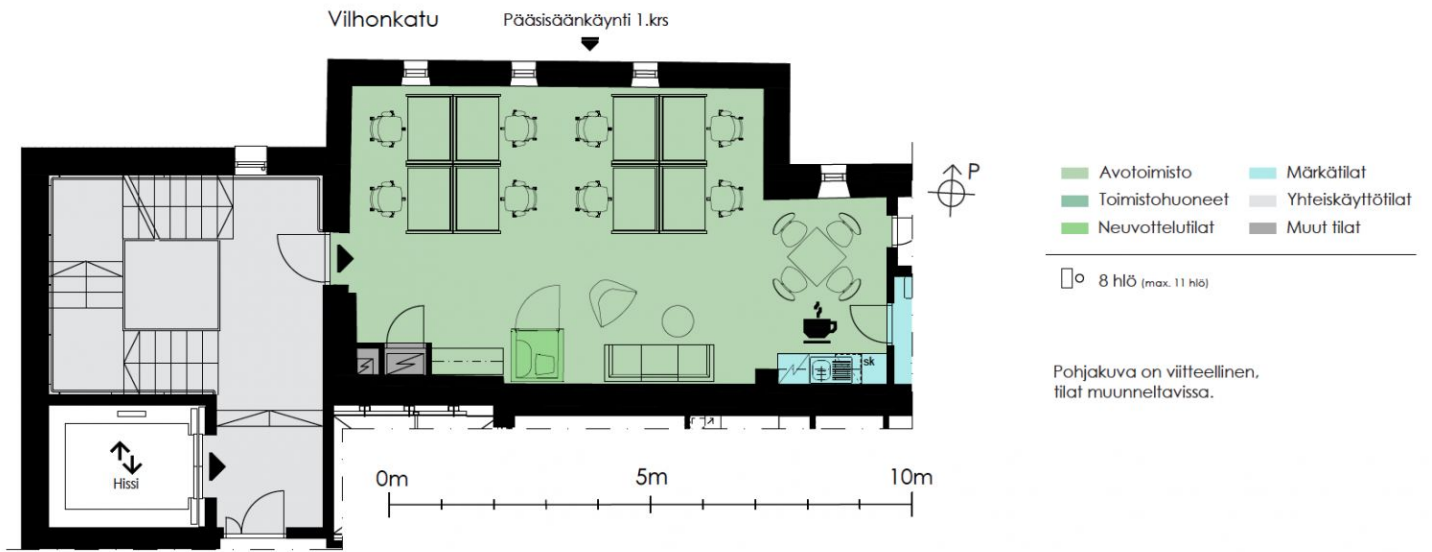 Vilhonkatu
Pääsisäänkäynti 1.krs
P
Avotoimisto
Märkätilat
Toimistohuoneet
Yhteiskäyttötilat
Neuvottelutilat
Muut tilat
8 hlö (max. 11 hlö)
sk
Pohjakuva on viitteellinen,
tilat muunneltavissa.
Hissi
0m
5m
10m